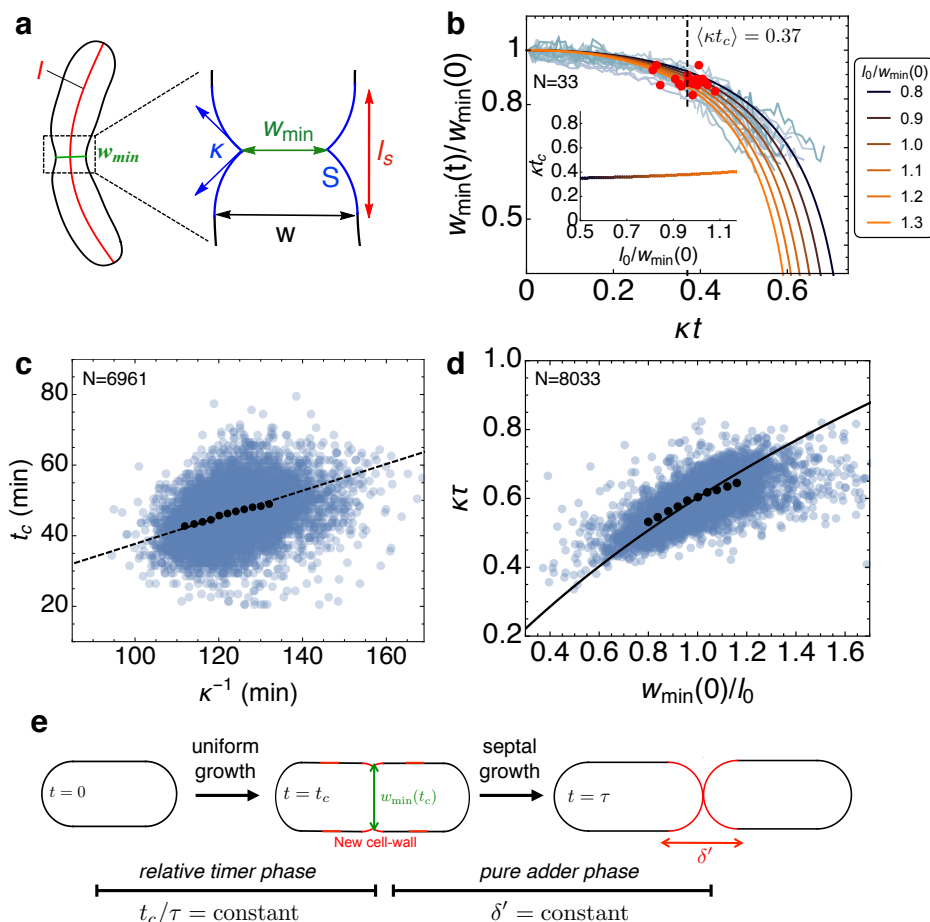 a
l
w_min
κ
w_min
S
l_s
w
b
w_min(t)/w_min(0)
1
0.8
0.5
⟨κt_c⟩ = 0.37
N=33
κt_c
0.8
0.6
0.4
0.2
0
0.5 0.7 0.9 1.1
l_0/w_min(0)
0 0.2 0.4 0.6
κt
l_0/w_min(0)
0.8
0.9
1.0
1.1
1.2
1.3
c
N=6961
t_c (min)
80
60
40
20
100 120 140 160
κ⁻¹ (min)
d
N=8033
κτ
1.0
0.8
0.6
0.4
0.2
0.4 0.6 0.8 1.0 1.2 1.4 1.6
w_min(0)/l_0
e
t = 0
uniform
growth
t = t_c
w_min(t_c)
New cell-wall
septal
growth
t = τ
δ′
relative timer phase
t_c/τ = constant
pure adder phase
δ′ = constant